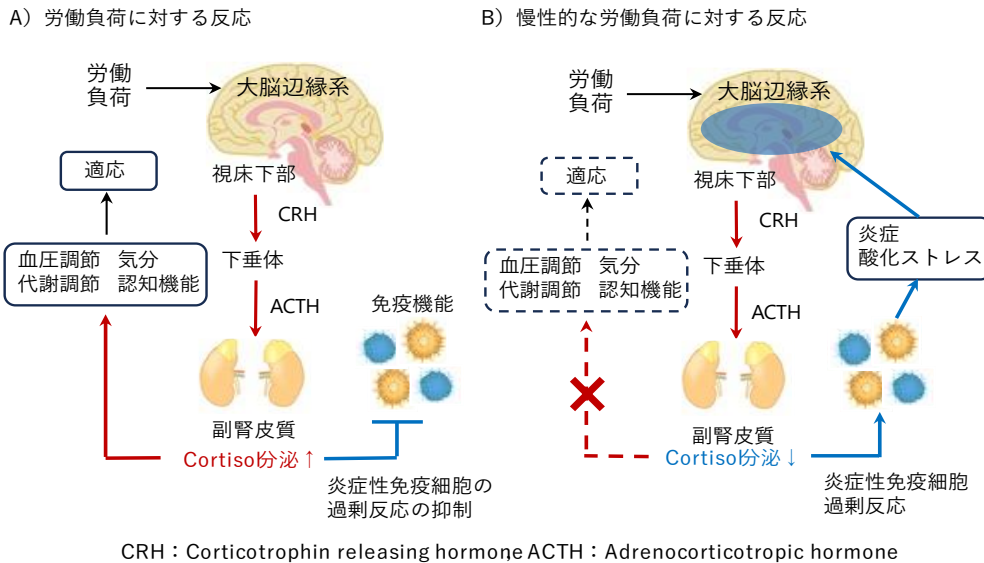 A）労働負荷に対する反応
労働
負荷
大脳辺縁系
適応
視床下部
CRH
血圧調節　気分
代謝調節　認知機能
下垂体
ACTH
免疫機能
副腎皮質
Cortisol分泌↑
炎症性免疫細胞の
過剰反応の抑制
B）慢性的な労働負荷に対する反応
労働
負荷
大脳辺縁系
適応
視床下部
CRH
炎症
酸化ストレス
血圧調節　気分
代謝調節　認知機能
下垂体
ACTH
副腎皮質
Cortisol分泌↓
炎症性免疫細胞
過剰反応
CRH：Corticotrophin releasing hormone, ACTH：Adrenocorticotropic hormone